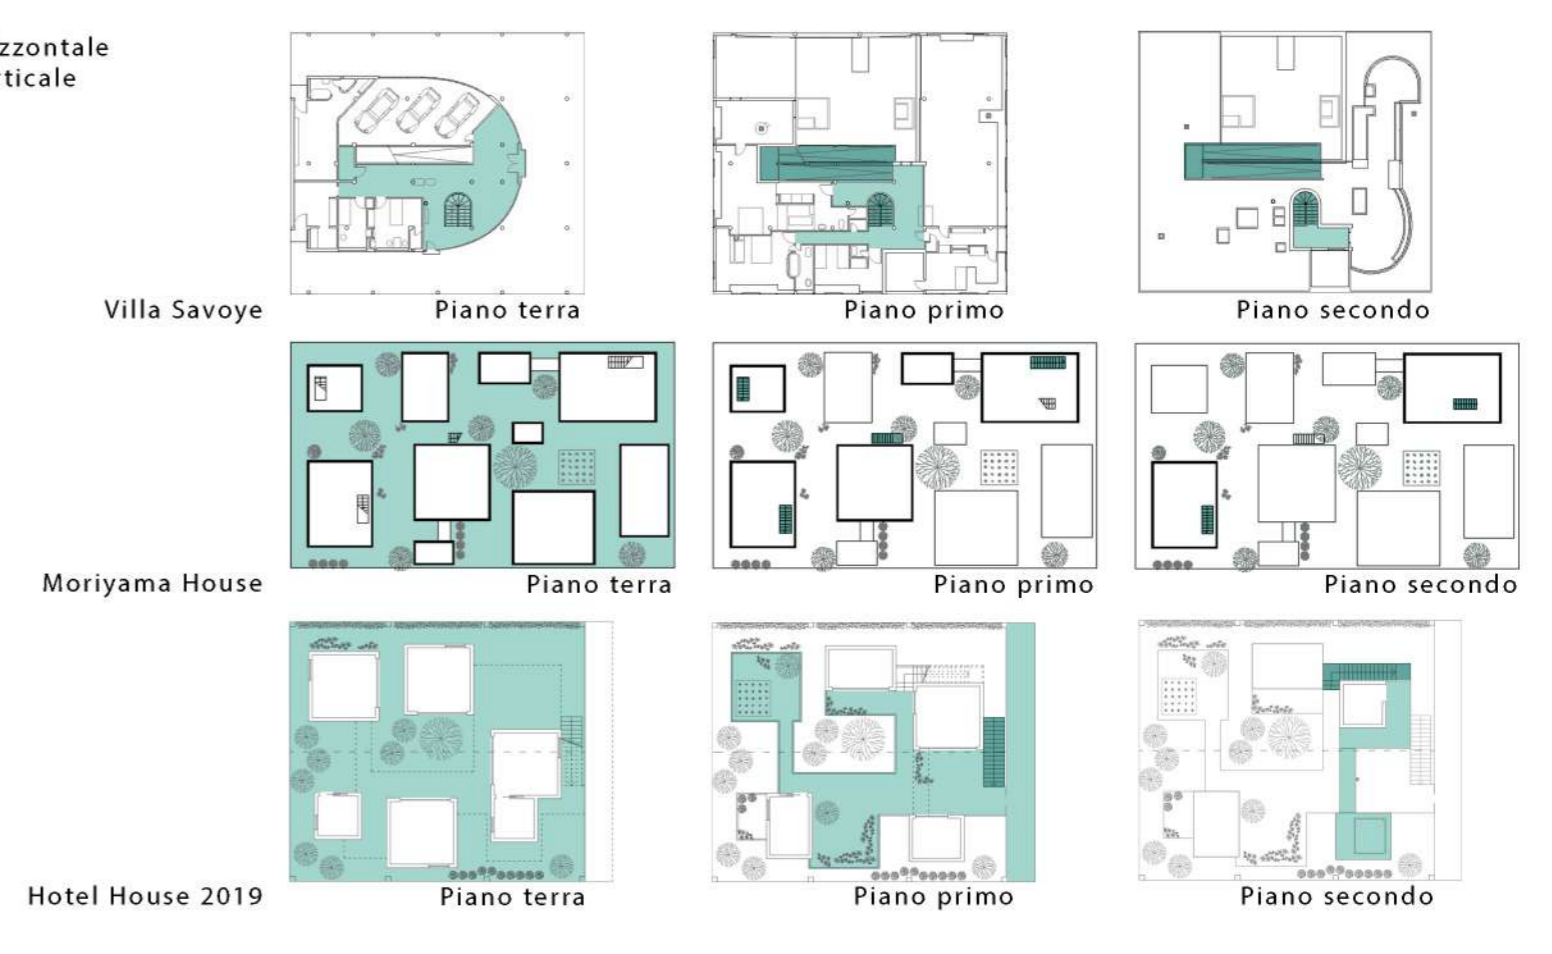 zzontale
rticale
Villa Savoye Piano terra Piano primo Piano secondo
Moriyama House Piano terra Piano primo Piano secondo
Hotel House 2019 Piano terra Piano primo Piano secondo